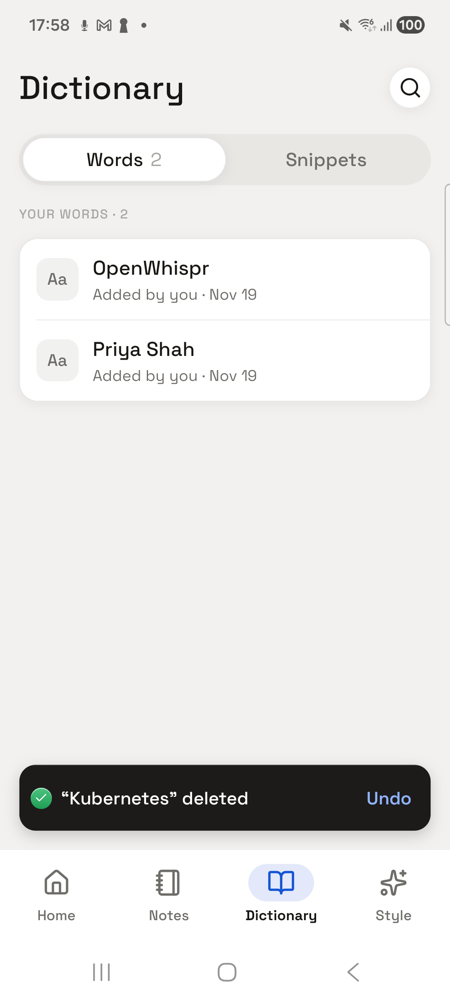 17:58
100
Dictionary
Words 2
Snippets
YOUR WORDS · 2
Aa
OpenWhispr
Added by you · Nov 19
Aa
Priya Shah
Added by you · Nov 19
“Kubernetes” deleted
Undo
Home
Notes
Dictionary
Style